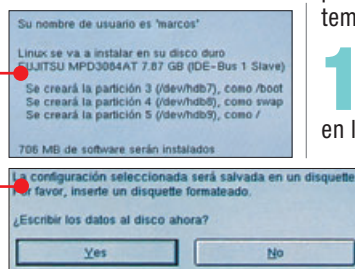 Su nombre de usuario es 'marcos'
Linux se va a instalar en su disco duro
FUJITSU MPD3084AT 7.87 GB (IDE-Bus 1 Slave)
Se creará la partición 3 (/dev/hdb7), como /boot
Se creará la partición 4 (/dev/hdb8), como swap
Se creará la partición 5 (/dev/hdb9), como /
706 MB de software serán instalados
La configuración seleccionada será salvada en un disquette
Por favor, inserte un disquette formateado.
¿Escribir los datos al disco ahora?
Yes
No
tem
1
en l